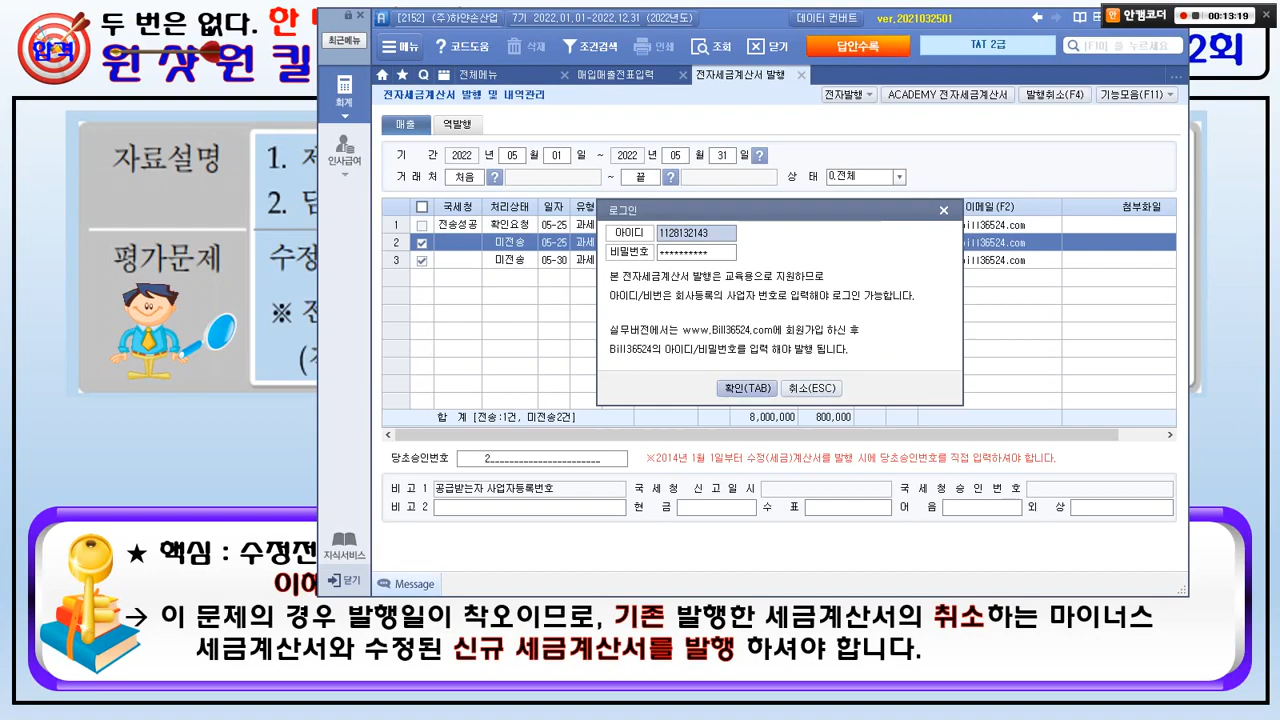 두 번은 없다. 한
합격
원 샷 원 킬
2회
자료설명
1.
2.
평가문제
수정
※
최근메뉴
[2152] (주)하얀손산업 7기 2022.01.01~2022.12.31 (2022년도)
데이터 컨버트
ver.2021032501
안캠코더
00:13:19
메뉴
코드도움
삭제
조건검색
인쇄
조회
닫기
답안수록
TAT 2급
[F10] 을 누르세요
회계
인사급여
지식서비스
닫기
전체메뉴
매입매출전표입력
전자세금계산서 발행
전자세금계산서 발행 및 내역관리
전자발행
ACADEMY 전자세금계산서
발행취소(F4)
기능모음(F11)
매출
역발행
기 간 2022 년 05 월 01 일 ~ 2022 년 05 월 31 일 ?
거 래 처 처음 ? ~ 끝 ? 상 태 0.전체
국세청 처리상태 일자 유형 이메일(F2) 첨부화일
1 전송성공 확인요청 05-25 과세 bill36524.com
2 미전송 05-25 과세 bill36524.com
3 미전송 05-30 과세 bill36524.com
로그인
아이디 1128132143
비밀번호 **********
본 전자세금계산서 발행은 교육용으로 지원하므로
아이디/비번은 회사등록의 사업자 번호로 입력해야 로그인 가능합니다.
실무버전에서는 www.Bill36524.com에 회원가입 하신 후
Bill36524의 아이디/비밀번호를 입력 해야 발행 됩니다.
확인(TAB)
취소(ESC)
합 계 [전송:1건, 미전송2건] 8,000,000 800,000
당초승인번호 2_______________________
※2014년 1월 1일부터 수정(세금)계산서를 발행 시에 당초승인번호를 직접 입력하셔야 합니다.
비 고 1 공급받는자 사업자등록번호 국 세 청 신 고 일 시 국 세 청 승 인 번 호
비 고 2 현 금 수 표 어 음 외 상
Message
★ 핵심 : 수정전
→ 이 문제의 경우 발행일이 착오이므로, 기존 발행한 세금계산서의 취소하는 마이너스
세금계산서와 수정된 신규 세금계산서를 발행 하셔야 합니다.